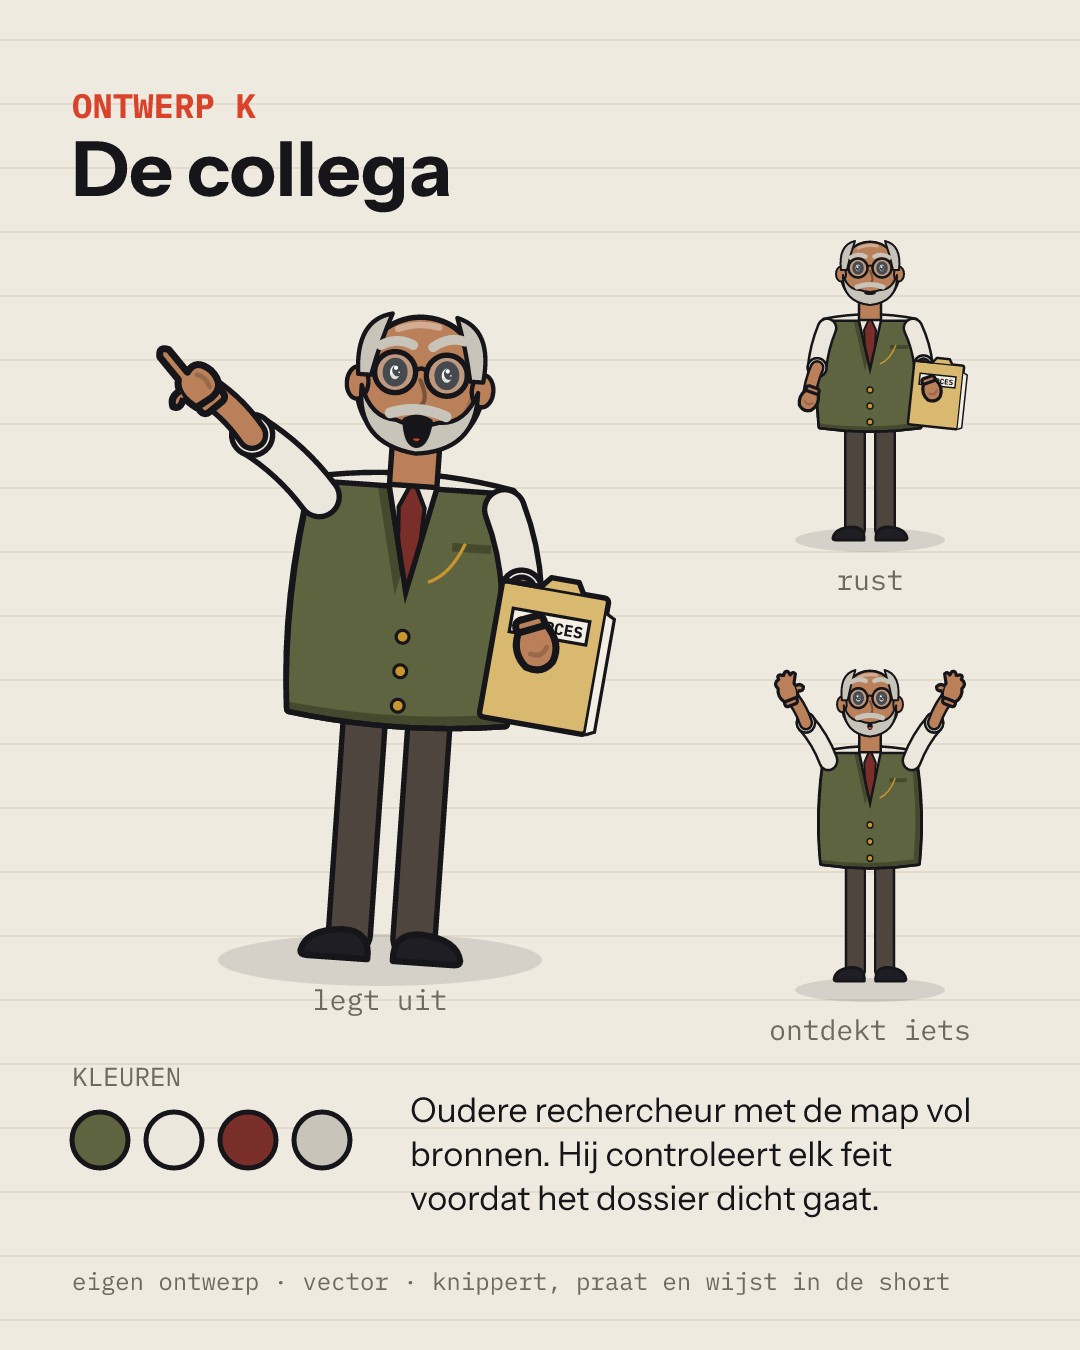 ONTWERP K
De collega
rust
legt uit
ontdekt iets
KLEUREN
Oudere rechercheur met de map vol
bronnen. Hij controleert elk feit
voordat het dossier dicht gaat.
eigen ontwerp · vector · knippert, praat en wijst in de short